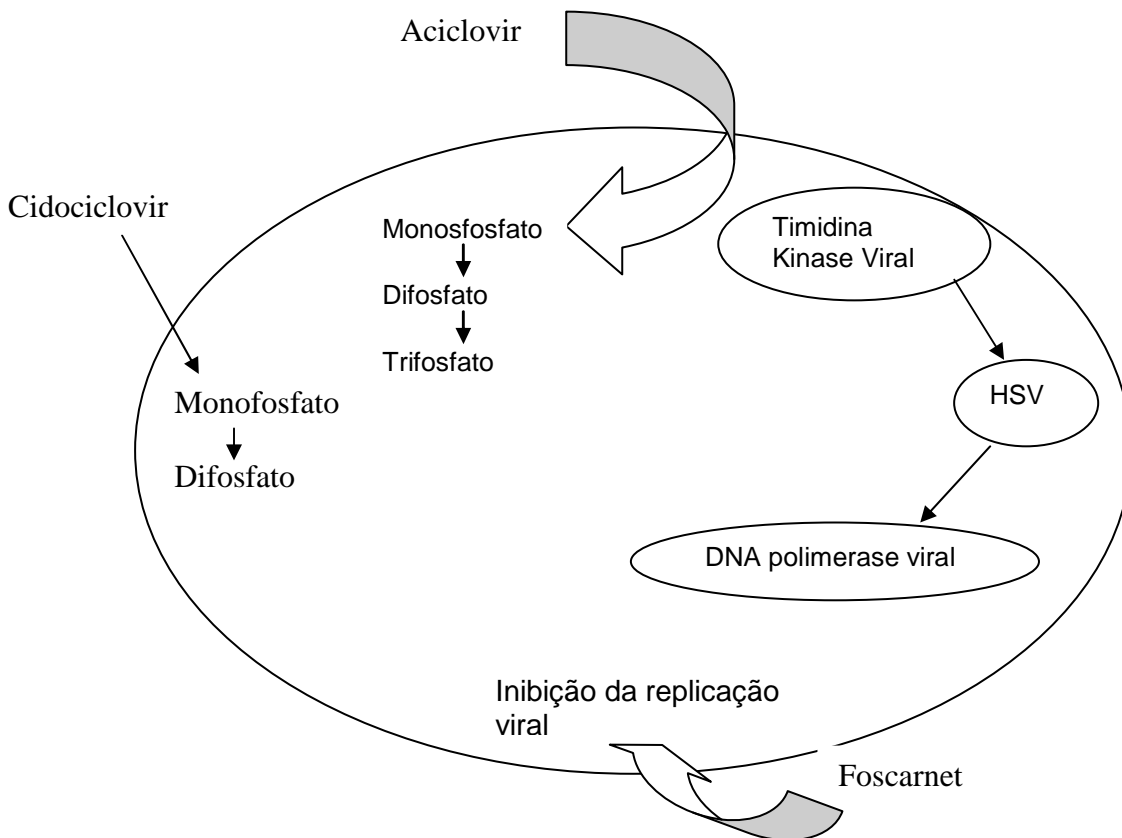 Aciclovir
Cidociclovir
Monosfosfato
Difosfato
Trifosfato
Timidina
Kinase Viral
HSV
Monofosfato
Difosfato
DNA polimerase viral
Inibição da replicação
viral
Foscarnet